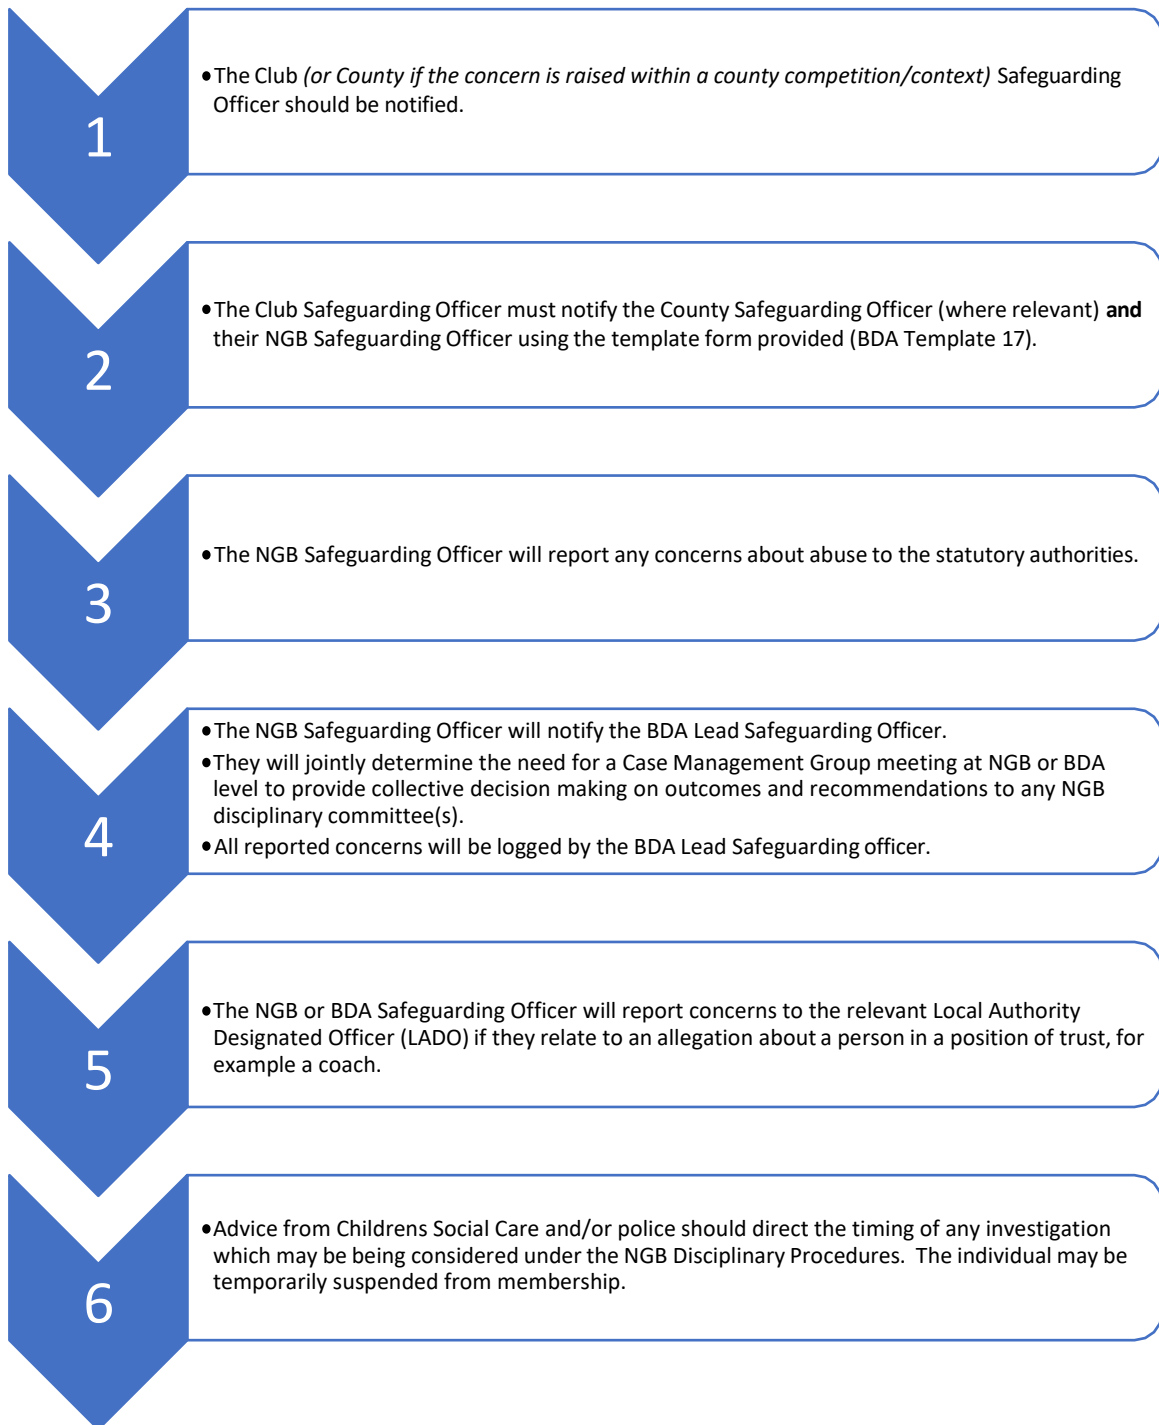 1
•The Club (or County if the concern is raised within a county competition/context) Safeguarding
Officer should be notified.
2
•The Club Safeguarding Officer must notify the County Safeguarding Officer (where relevant) and
their NGB Safeguarding Officer using the template form provided (BDA Template 17).
3
•The NGB Safeguarding Officer will report any concerns about abuse to the statutory authorities.
4
•The NGB Safeguarding Officer will notify the BDA Lead Safeguarding Officer.
•They will jointly determine the need for a Case Management Group meeting at NGB or BDA
level to provide collective decision making on outcomes and recommendations to any NGB
disciplinary committee(s).
•All reported concerns will be logged by the BDA Lead Safeguarding officer.
5
•The NGB or BDA Safeguarding Officer will report concerns to the relevant Local Authority
Designated Officer (LADO) if they relate to an allegation about a person in a position of trust, for
example a coach.
6
•Advice from Childrens Social Care and/or police should direct the timing of any investigation
which may be being considered under the NGB Disciplinary Procedures. The individual may be
temporarily suspended from membership.